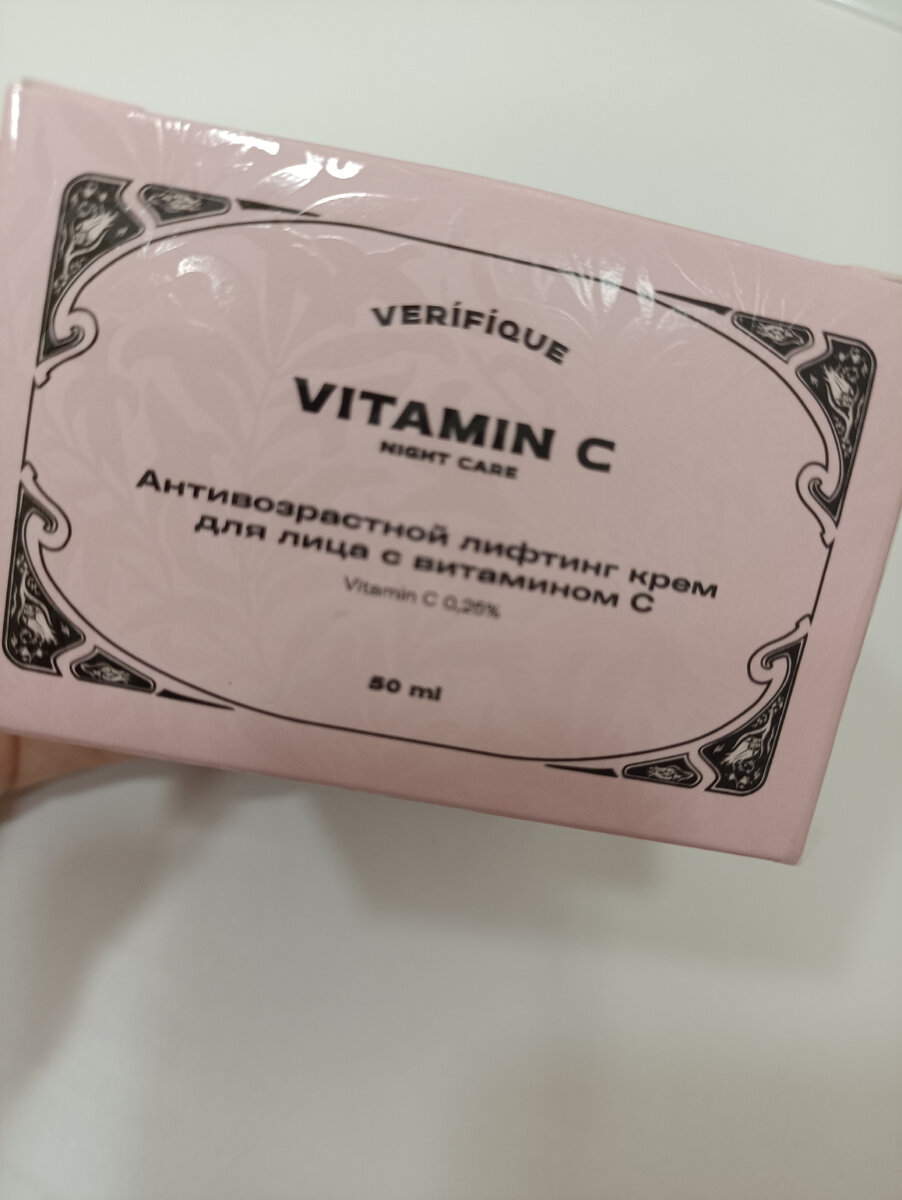 VERÍFÍQUE
VITAMIN C
NIGHT CARE
Антивозрастной лифтинг крем
для лица с витамином С
Vitamin C 0,25%
50 ml